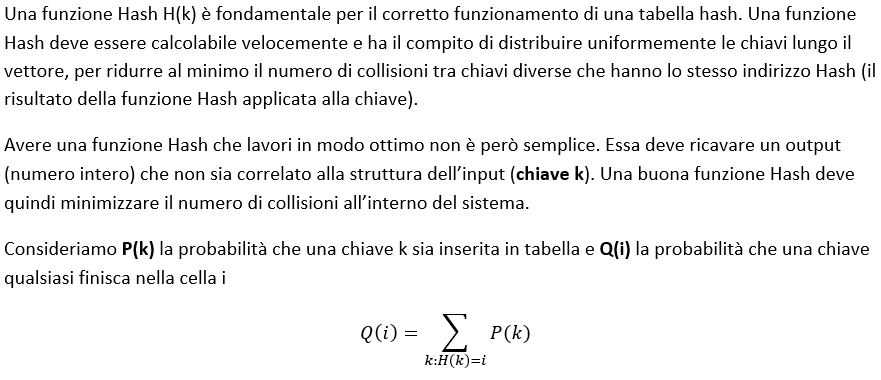 Una funzione Hash H(k) è fondamentale per il corretto funzionamento di una tabella hash. Una funzione
Hash deve essere calcolabile velocemente e ha il compito di distribuire uniformemente le chiavi lungo il
vettore, per ridurre al minimo il numero di collisioni tra chiavi diverse che hanno lo stesso indirizzo Hash (il
risultato della funzione Hash applicata alla chiave).
Avere una funzione Hash che lavori in modo ottimo non è però semplice. Essa deve ricavare un output
(numero intero) che non sia correlato alla struttura dell'input (chiave k). Una buona funzione Hash deve
quindi minimizzare il numero di collisioni all'interno del sistema.
Consideriamo P(k) la probabilità che una chiave k sia inserita in tabella e Q(i) la probabilità che una chiave
qualsiasi finisca nella cella i
Q(i) = ∑ P(k)
k:H(k)=i